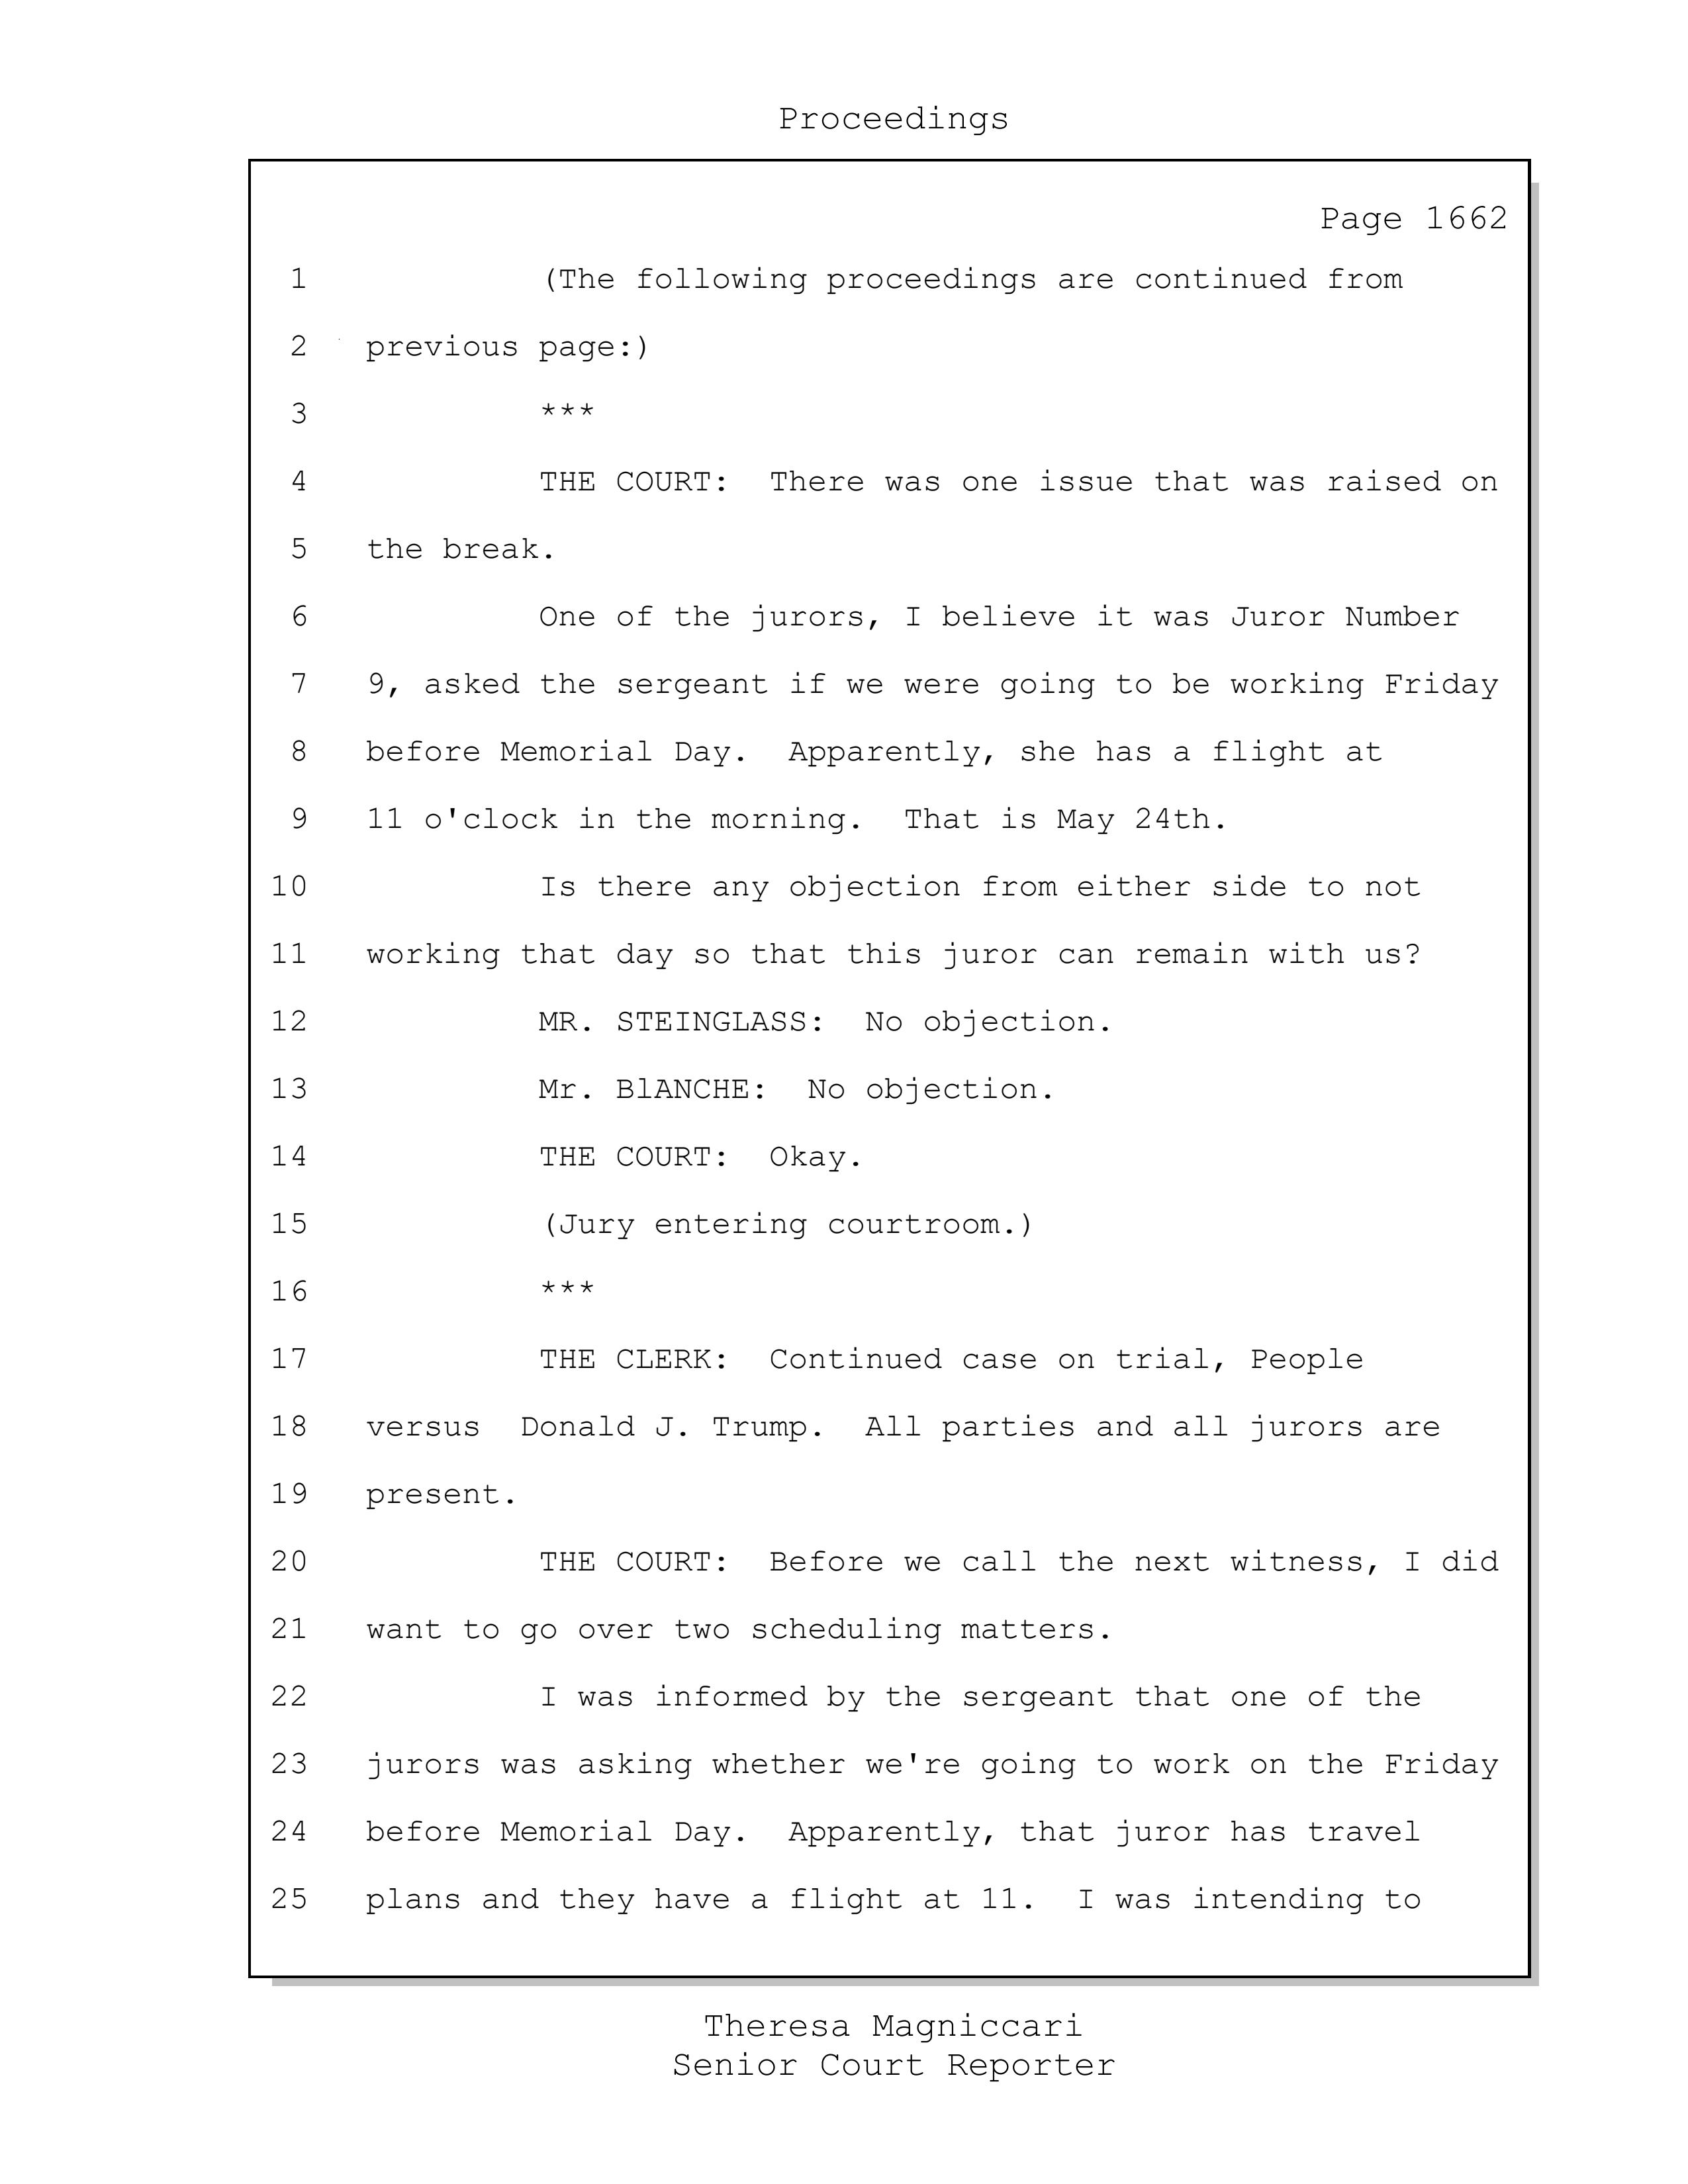 Proceedings
Page 1662
1 (The following proceedings are continued from
2 previous page:)
3 ***
4 THE COURT: There was one issue that was raised on
5 the break.
6 One of the jurors, I believe it was Juror Number
7 9, asked the sergeant if we were going to be working Friday
8 before Memorial Day. Apparently, she has a flight at
9 11 o'clock in the morning. That is May 24th.
10 Is there any objection from either side to not
11 working that day so that this juror can remain with us?
12 MR. STEINGLASS: No objection.
13 Mr. BlANCHE: No objection.
14 THE COURT: Okay.
15 (Jury entering courtroom.)
16 ***
17 THE CLERK: Continued case on trial, People
18 versus Donald J. Trump. All parties and all jurors are
19 present.
20 THE COURT: Before we call the next witness, I did
21 want to go over two scheduling matters.
22 I was informed by the sergeant that one of the
23 jurors was asking whether we're going to work on the Friday
24 before Memorial Day. Apparently, that juror has travel
25 plans and they have a flight at 11. I was intending to
Theresa Magniccari
Senior Court Reporter